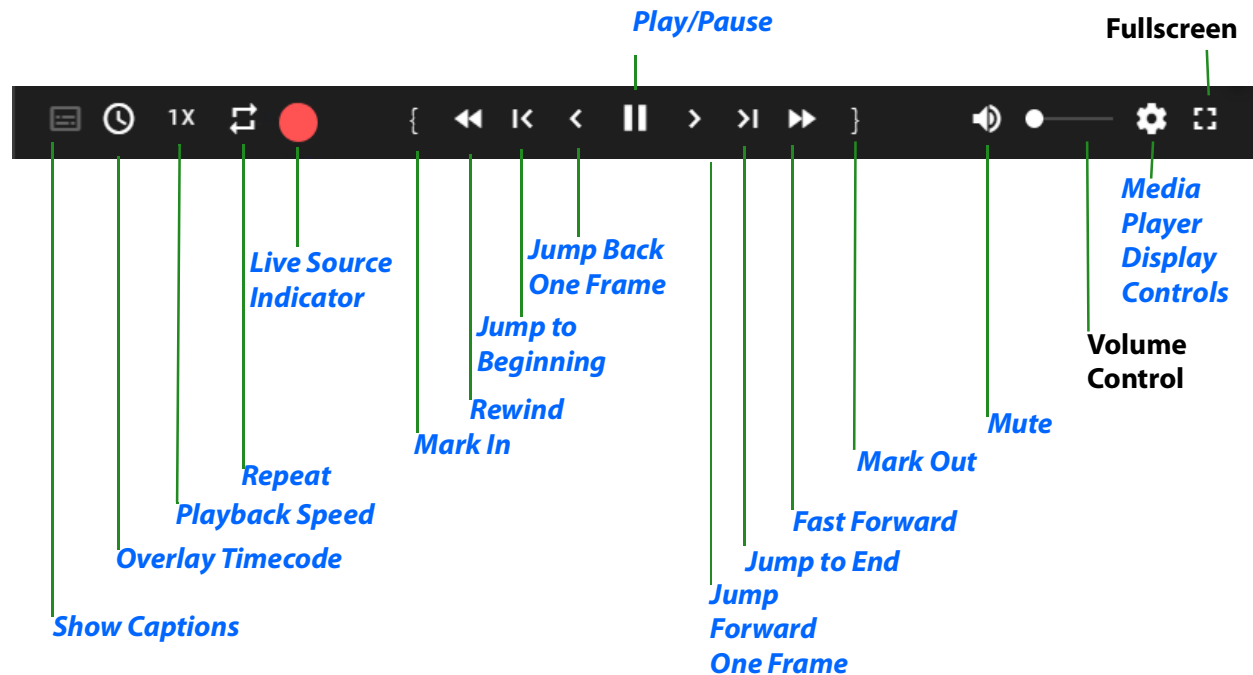 Play/Pause
Fullscreen
1X
{
}
Live Source
Indicator
Jump Back
One Frame
Media
Player
Display
Controls
Jump to
Beginning
Volume
Control
Rewind
Mark In
Mute
Mark Out
Repeat
Playback Speed
Fast Forward
Overlay Timecode
Jump to End
Jump
Forward
One Frame
Show Captions